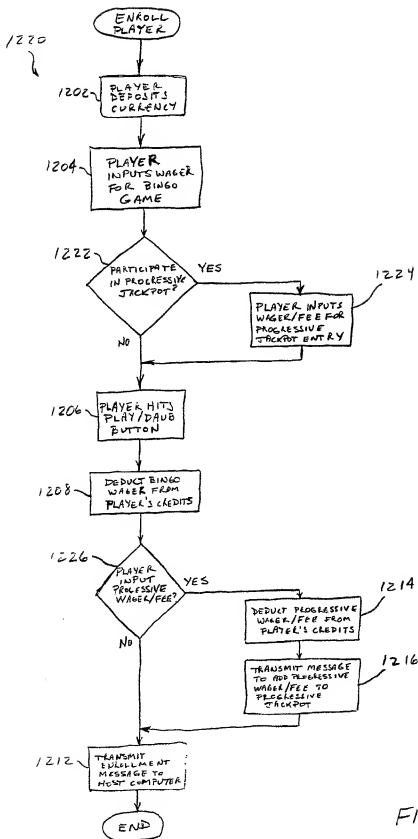 ENROLL
PLAYER
1220
1202
PLAYER
DEPOSITS
CURRENCY
1204
PLAYER
INPUTS WAGER
FOR BINGO
GAME
1222
PARTICIPATE
IN PROGRESSIVE
JACKPOT?
YES
NO
1224
PLAYER INPUTS
WAGER/FEE FOR
PROGRESSIVE
JACKPOT ENTRY
1206
PLAYER HITS
PLAY/DAUB
BUTTON
1208
DEDUCT BINGO
WAGER FROM
PLAYER'S CREDITS
1226
PLAYER
INPUT
PROGESSIVE
WAGER/FEE?
YES
NO
1214
DEDUCT PROGRESSIVE
WAGER/FEE FROM
PLAYER'S CREDITS
1216
TRANSMIT MESSAGE
TO ADD PROGRESSIVE
WAGER/FEE TO
PROGRESSIVE
JACKPOT
1212
TRANSMIT
ENROLLMENT
MESSAGE TO
HOST COMPUTER
END
FI